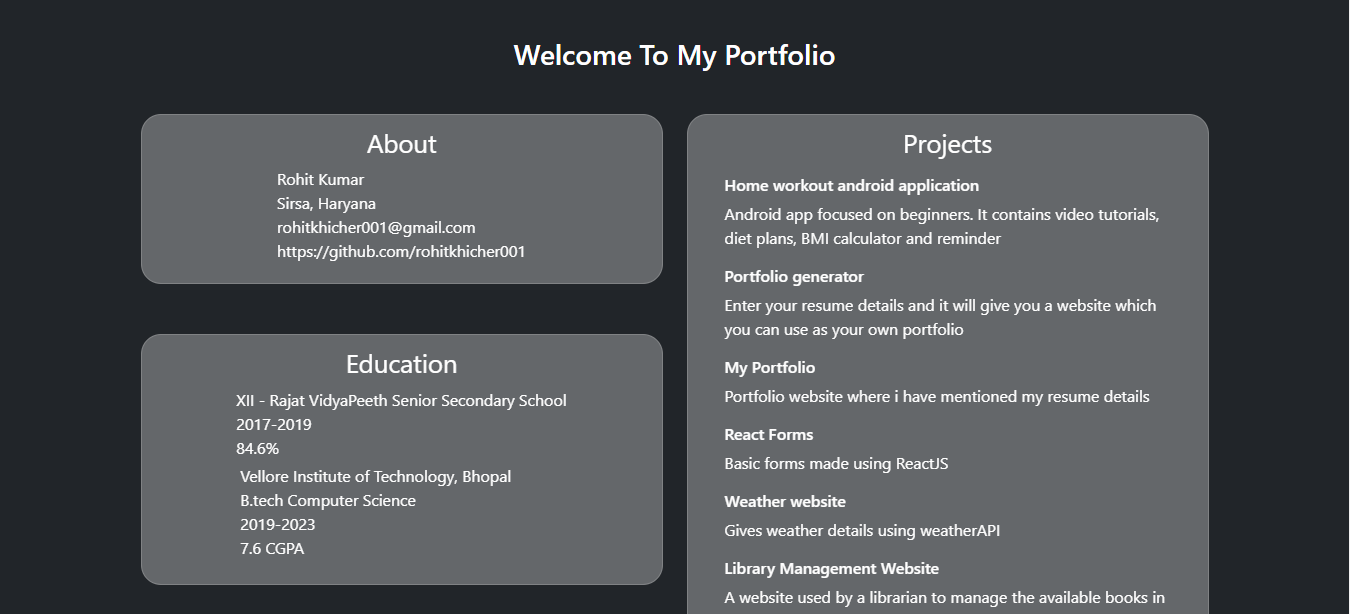 Welcome To My Portfolio
About
Rohit Kumar
Sirsa, Haryana
rohitkhicher001@gmail.com
https://github.com/rohitkhicher001
Education
XII - Rajat VidyaPeeth Senior Secondary School
2017-2019
84.6%
Vellore Institute of Technology, Bhopal
B.tech Computer Science
2019-2023
7.6 CGPA
Projects
Home workout android application
Android app focused on beginners. It contains video tutorials,
diet plans, BMI calculator and reminder
Portfolio generator
Enter your resume details and it will give you a website which
you can use as your own portfolio
My Portfolio
Portfolio website where i have mentioned my resume details
React Forms
Basic forms made using ReactJS
Weather website
Gives weather details using weatherAPI
Library Management Website
A website used by a librarian to manage the available books in